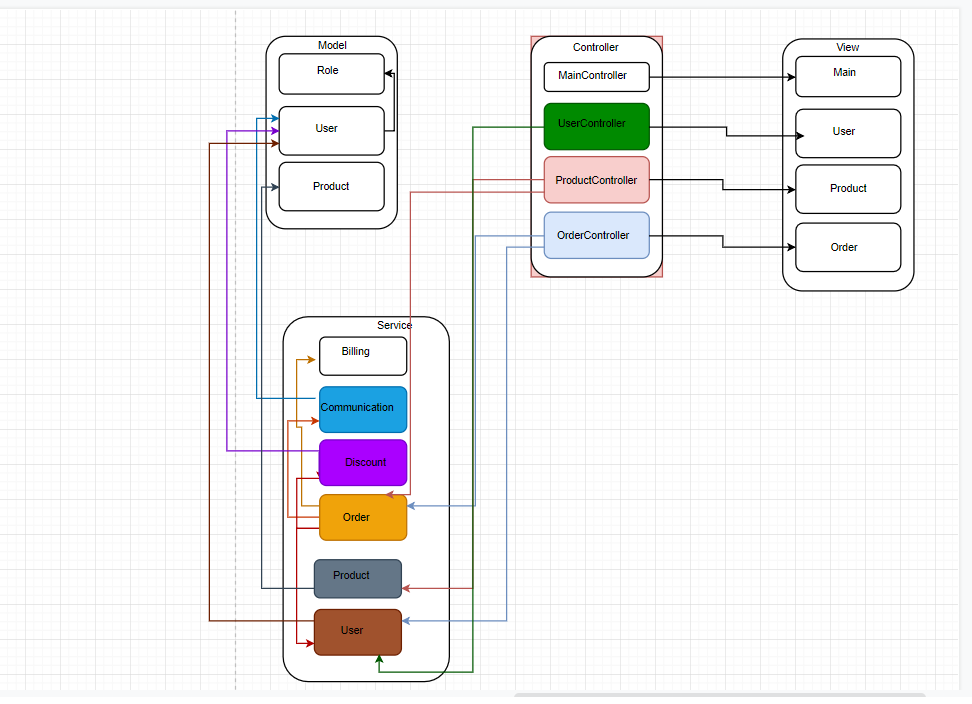 Model
Role
User
Product
Controller
MainController
UserController
ProductController
OrderController
View
Main
User
Product
Order
Service
Billing
Communication
Discount
Order
Product
User